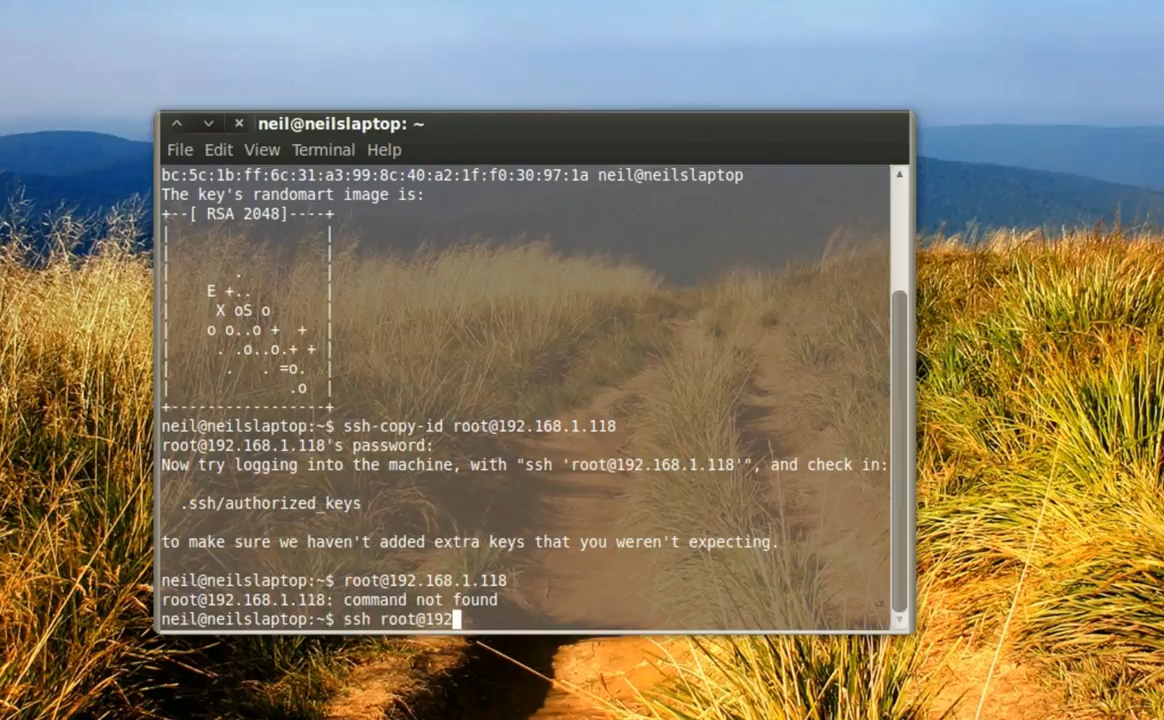 neil@neilslaptop: ~
File Edit View Terminal Help
bc:5c:1b:ff:6c:31:a3:99:8c:40:a2:1f:f0:30:97:1a neil@neilslaptop
The key's randomart image is:
+--[ RSA 2048]----+
|                 |
|                 |
|       .         |
|    E +..        |
|     X oS o      |
|    o o..o +  +  |
|     . .o..o.+ + |
|      .   . =o.  |
|             .o  |
+-----------------+
neil@neilslaptop:~$ ssh-copy-id root@192.168.1.118
root@192.168.1.118's password:
Now try logging into the machine, with "ssh 'root@192.168.1.118'", and check in:
.ssh/authorized_keys
to make sure we haven't added extra keys that you weren't expecting.
neil@neilslaptop:~$ root@192.168.1.118
root@192.168.1.118: command not found
neil@neilslaptop:~$ ssh root@192